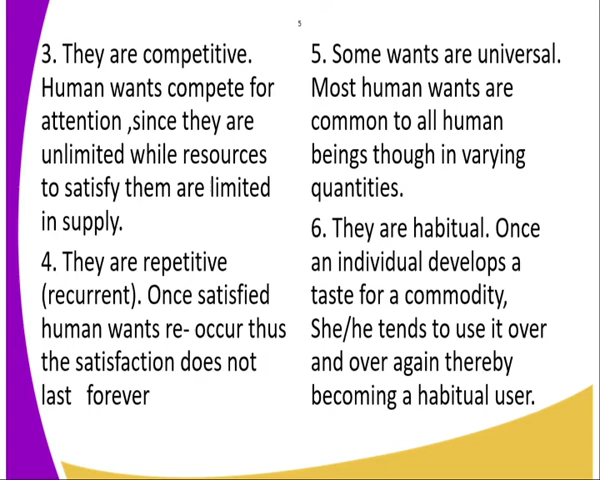 5
3. They are competitive.
Human wants compete for
attention ,since they are
unlimited while resources
to satisfy them are limited
in supply.
4. They are repetitive
(recurrent). Once satisfied
human wants re- occur thus
the satisfaction does not
last   forever
5. Some wants are universal.
Most human wants are
common to all human
beings though in varying
quantities.
6. They are habitual. Once
an individual develops a
taste for a commodity,
She/he tends to use it over
and over again thereby
becoming a habitual user.